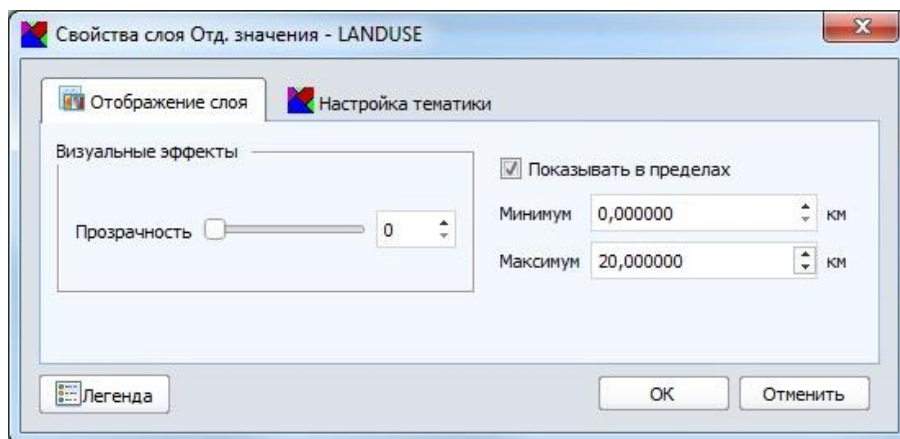 Свойства слоя Отд. значения - LANDUSE
Отображение слоя
Настройка тематики
Визуальные эффекты
Прозрачность 0
Показывать в пределах
Минимум 0,000000 км
Максимум 20,000000 км
Легенда
ОК
Отменить